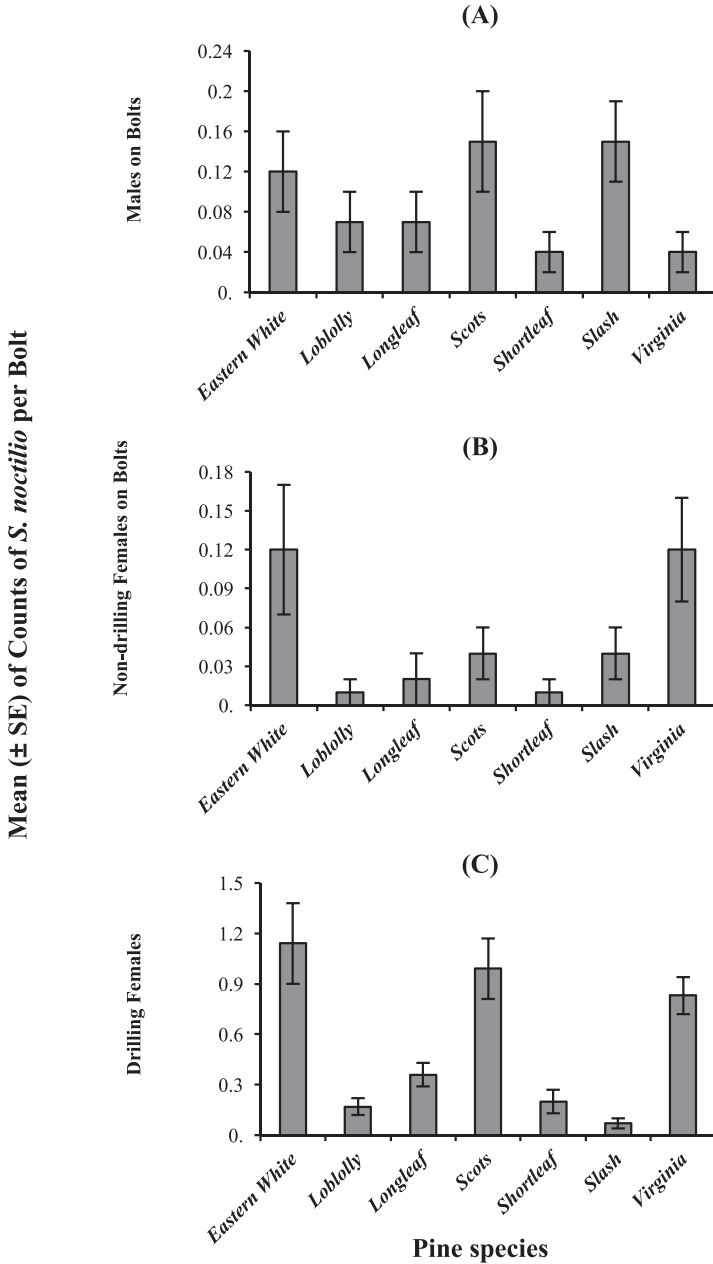 Mean (± SE) of Counts of S. noctilio per Bolt
(A)
Males on Bolts
0.24
0.2
0.16
0.12
0.08
0.04
0.
Eastern White
Loblolly
Longleaf
Scots
Shortleaf
Slash
Virginia
(B)
Non-drilling Females on Bolts
0.18
0.15
0.12
0.09
0.06
0.03
0.
Eastern White
Loblolly
Longleaf
Scots
Shortleaf
Slash
Virginia
(C)
Drilling Females
1.5
1.2
0.9
0.6
0.3
0.
Eastern White
Loblolly
Longleaf
Scots
Shortleaf
Slash
Virginia
Pine species